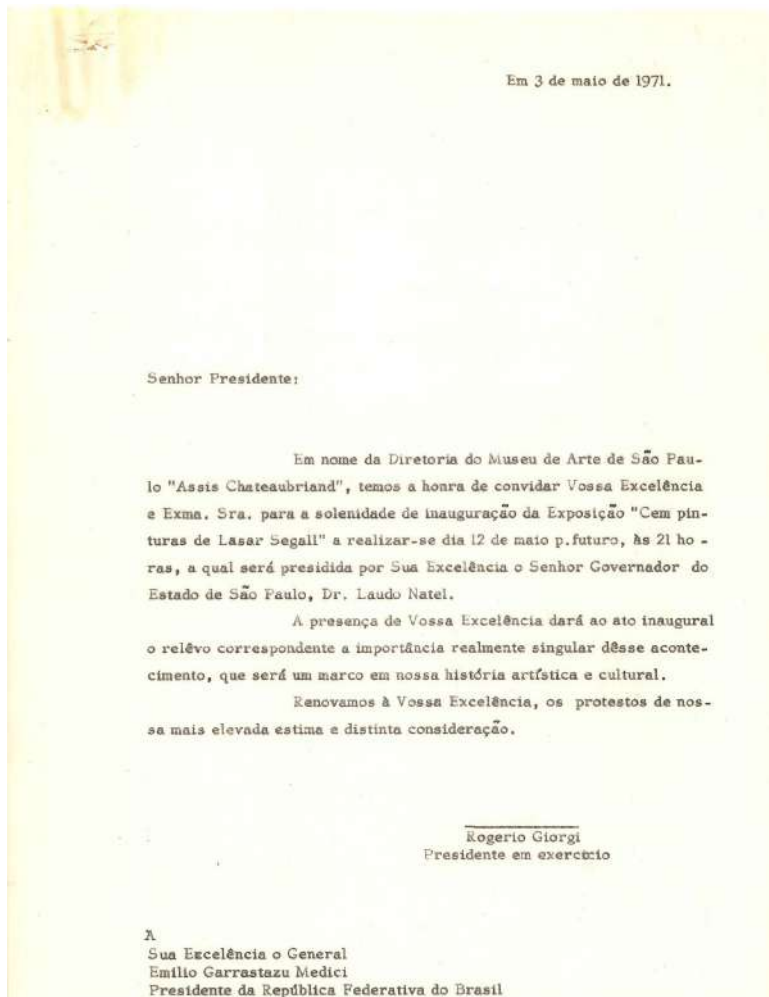 Em 3 de maio de 1971.
Senhor Presidente:
Em nome da Diretoria do Museu de Arte de São Pau-
lo "Assis Chateaubriand", temos a honra de convidar Vossa Excelência
e Exma. Sra. para a solenidade de inauguração da Exposição "Cem pin-
turas de Lasar Segall" a realizar-se dia 12 de maio p.futuro, às 21 ho -
ras, a qual será presidida por Sua Excelência o Senhor Governador do
Estado de São Paulo, Dr. Laudo Natel.
A presença de Vossa Excelência dará ao ato inaugural
o relêvo correspondente a importância realmente singular dêsse aconte-
cimento, que será um marco em nossa história artística e cultural.
Renovamos à Vossa Excelência, os protestos de nos-
sa mais elevada estima e distinta consideração.
Rogerio Giorgi
Presidente em exercício
A
Sua Excelência o General
Emilio Garrastazu Medici
Presidente da República Federativa do Brasil